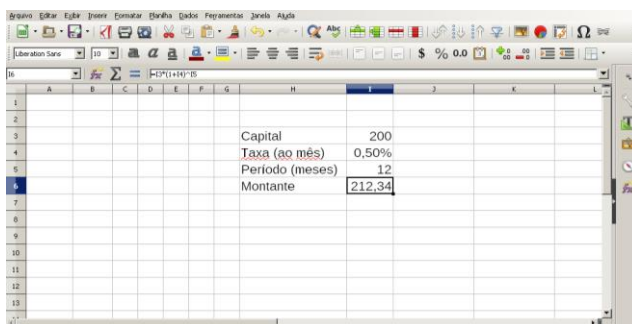 Arquivo Editar Exibir Inserir Formatar Planilha Dados Ferramentas Janela Ajuda
Liberation Sans 10 a a a $ % 0.0
I6 =I3*(1+I4)^I5
A B C D E F G H I J K L
1
2
3 Capital 200
4 Taxa (ao mês) 0,50%
5 Período (meses) 12
6 Montante 212,34
7
8
9
10
11
12
13